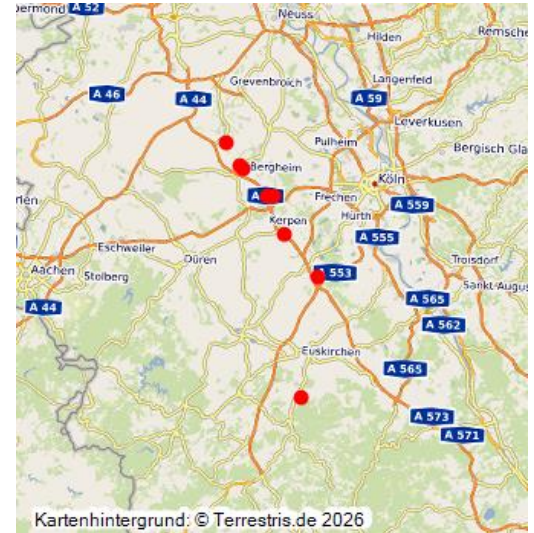 ermond
A 52
Neuss
Hilden
Remsche
Grevenbroich
Langenfeld
A 46
A 44
A 59
Leverkusen
Pulheim
Bergisch Gla
Bergheim
Köln
rlen
A
Frechen
A 559
Kerpen
Hürth
A 555
Eschweiler
Düren
Troisdorf
Aachen
Stolberg
A 553
Sankt-Augus
A 44
A 565
A 562
Euskirchen
A 565
A 573
A 571
Kartenhintergrund: © Terrestris.de 2026